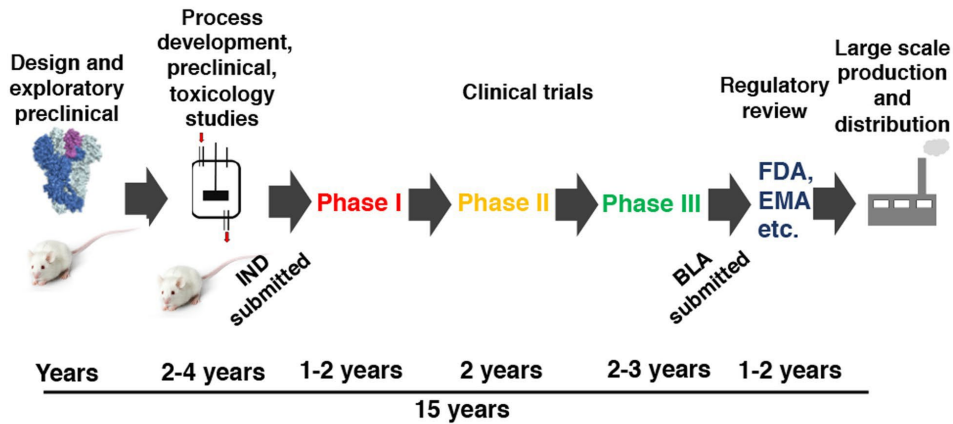 Design and
exploratory
preclinical
Process
development,
preclinical,
toxicology
studies
Clinical trials
Regulatory
review
Large scale
production
and
distribution
Phase I
Phase II
Phase III
FDA,
EMA
etc.
IND
submitted
BLA
submitted
Years
2-4 years
1-2 years
2 years
2-3 years
1-2 years
15 years